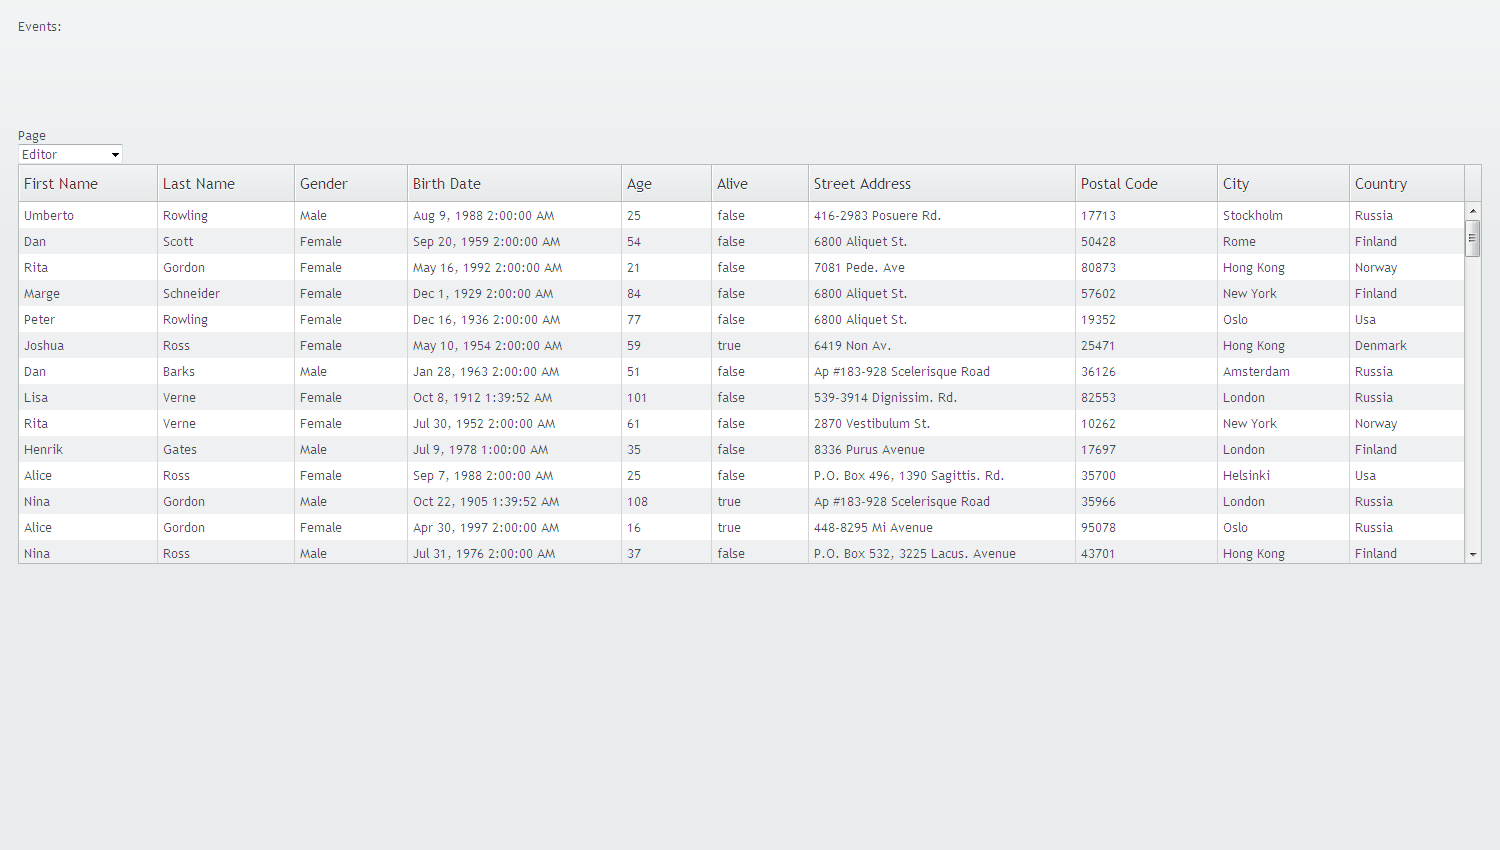 Events:
Page
Editor
First Name Last Name Gender Birth Date Age Alive Street Address Postal Code City Country
Umberto Rowling Male Aug 9, 1988 2:00:00 AM 25 false 416-2983 Posuere Rd. 17713 Stockholm Russia
Dan Scott Female Sep 20, 1959 2:00:00 AM 54 false 6800 Aliquet St. 50428 Rome Finland
Rita Gordon Female May 16, 1992 2:00:00 AM 21 false 7081 Pede. Ave 80873 Hong Kong Norway
Marge Schneider Female Dec 1, 1929 2:00:00 AM 84 false 6800 Aliquet St. 57602 New York Finland
Peter Rowling Female Dec 16, 1936 2:00:00 AM 77 false 6800 Aliquet St. 19352 Oslo Usa
Joshua Ross Female May 10, 1954 2:00:00 AM 59 true 6419 Non Av. 25471 Hong Kong Denmark
Dan Barks Male Jan 28, 1963 2:00:00 AM 51 false Ap #183-928 Scelerisque Road 36126 Amsterdam Russia
Lisa Verne Female Oct 8, 1912 1:39:52 AM 101 false 539-3914 Dignissim. Rd. 82553 London Russia
Rita Verne Female Jul 30, 1952 2:00:00 AM 61 false 2870 Vestibulum St. 10262 New York Norway
Henrik Gates Male Jul 9, 1978 1:00:00 AM 35 false 8336 Purus Avenue 17697 London Finland
Alice Ross Female Sep 7, 1988 2:00:00 AM 25 false P.O. Box 496, 1390 Sagittis. Rd. 35700 Helsinki Usa
Nina Gordon Male Oct 22, 1905 1:39:52 AM 108 true Ap #183-928 Scelerisque Road 35966 London Russia
Alice Gordon Female Apr 30, 1997 2:00:00 AM 16 true 448-8295 Mi Avenue 95078 Oslo Russia
Nina Ross Male Jul 31, 1976 2:00:00 AM 37 false P.O. Box 532, 3225 Lacus. Avenue 43701 Hong Kong Finland